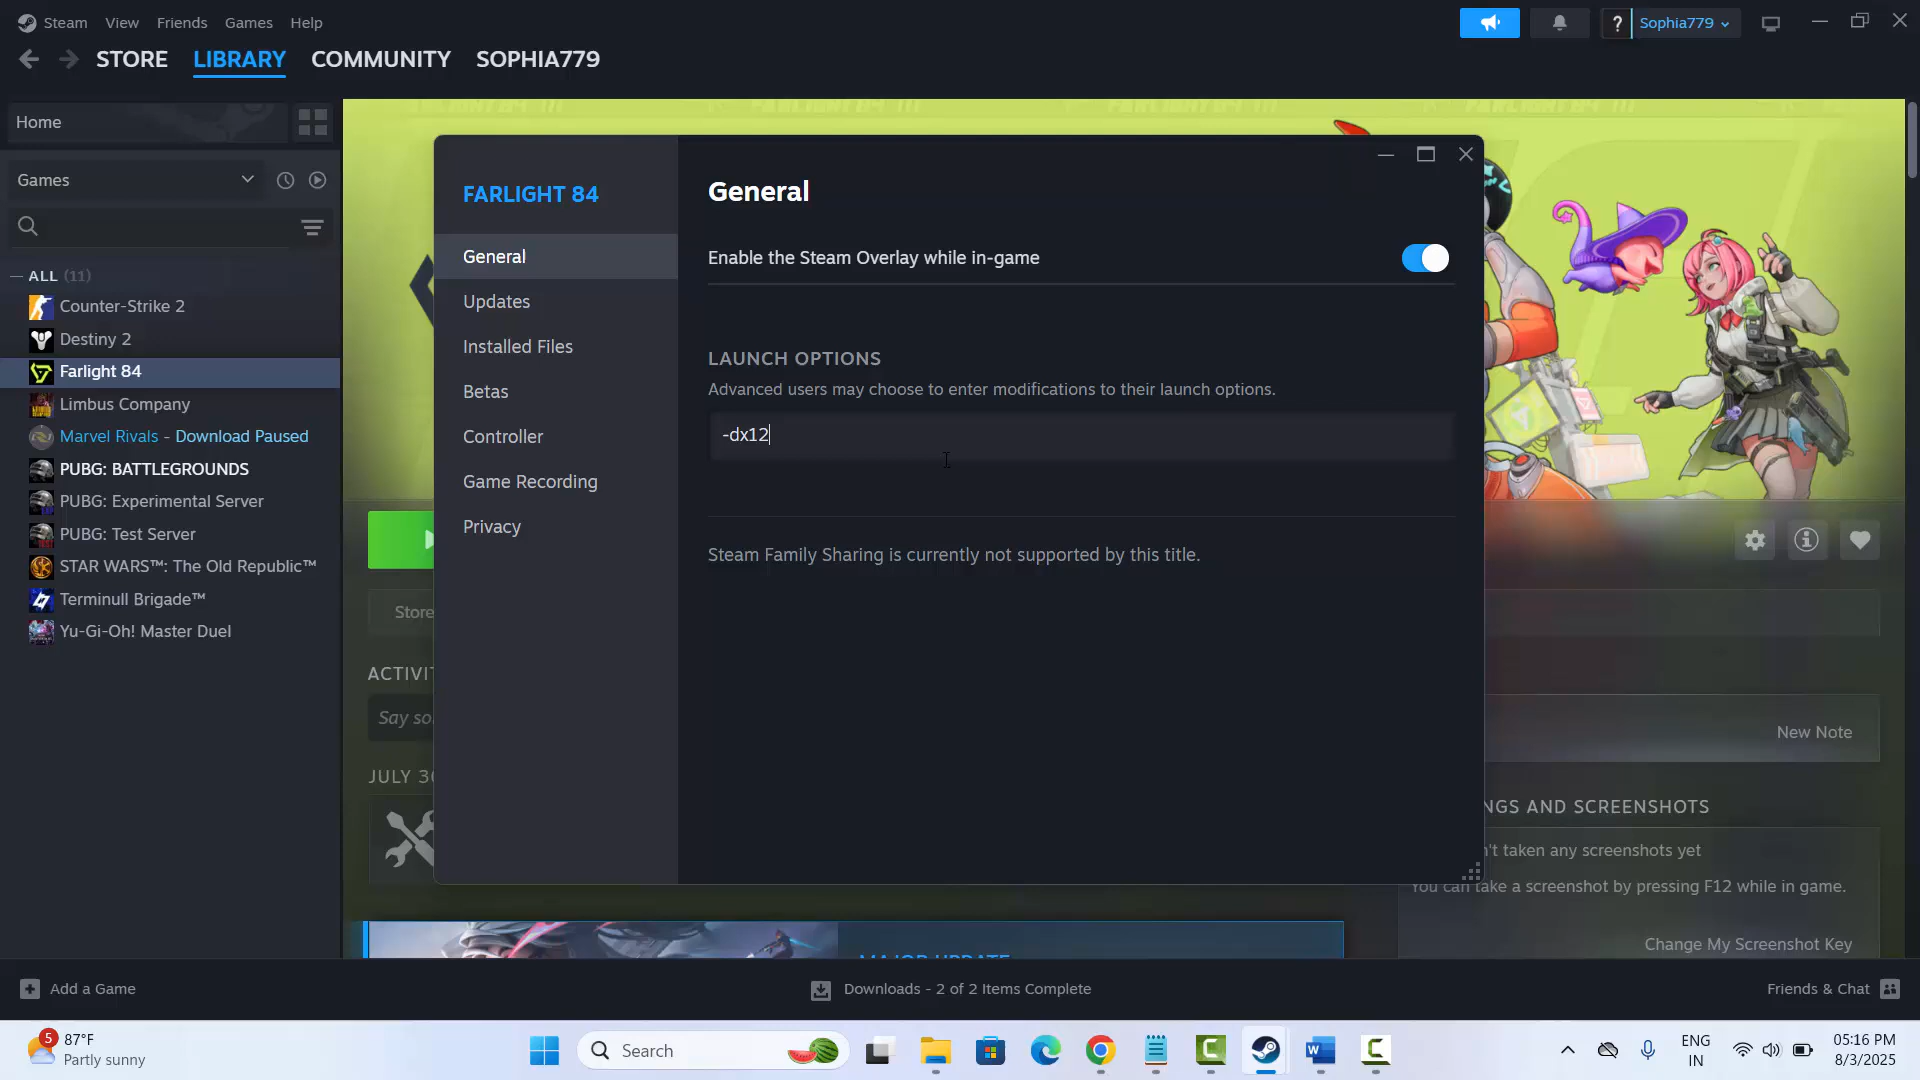 Steam View Friends Games Help
? Sophia779
STORE LIBRARY COMMUNITY SOPHIA779
Home
Games
— ALL (11)
Counter-Strike 2
Destiny 2
Farlight 84
Limbus Company
Marvel Rivals - Download Paused
PUBG: BATTLEGROUNDS
PUBG: Experimental Server
PUBG: Test Server
STAR WARS™: The Old Republic™
Terminull Brigade™
Yu-Gi-Oh! Master Duel
FARLIGHT 84
General
Updates
Installed Files
Betas
Controller
Game Recording
Privacy
General
Enable the Steam Overlay while in-game
LAUNCH OPTIONS
Advanced users may choose to enter modifications to their launch options.
-dx12
Steam Family Sharing is currently not supported by this title.
Store
ACTIVI
Say so
JULY 3
New Note
NGS AND SCREENSHOTS
n't taken any screenshots yet
You can take a screenshot by pressing F12 while in game.
Change My Screenshot Key
MAJOR UPDATE
Add a Game
Downloads - 2 of 2 Items Complete
Friends & Chat
5
87°F
Partly sunny
Search
ENG
IN
05:16 PM
8/3/2025